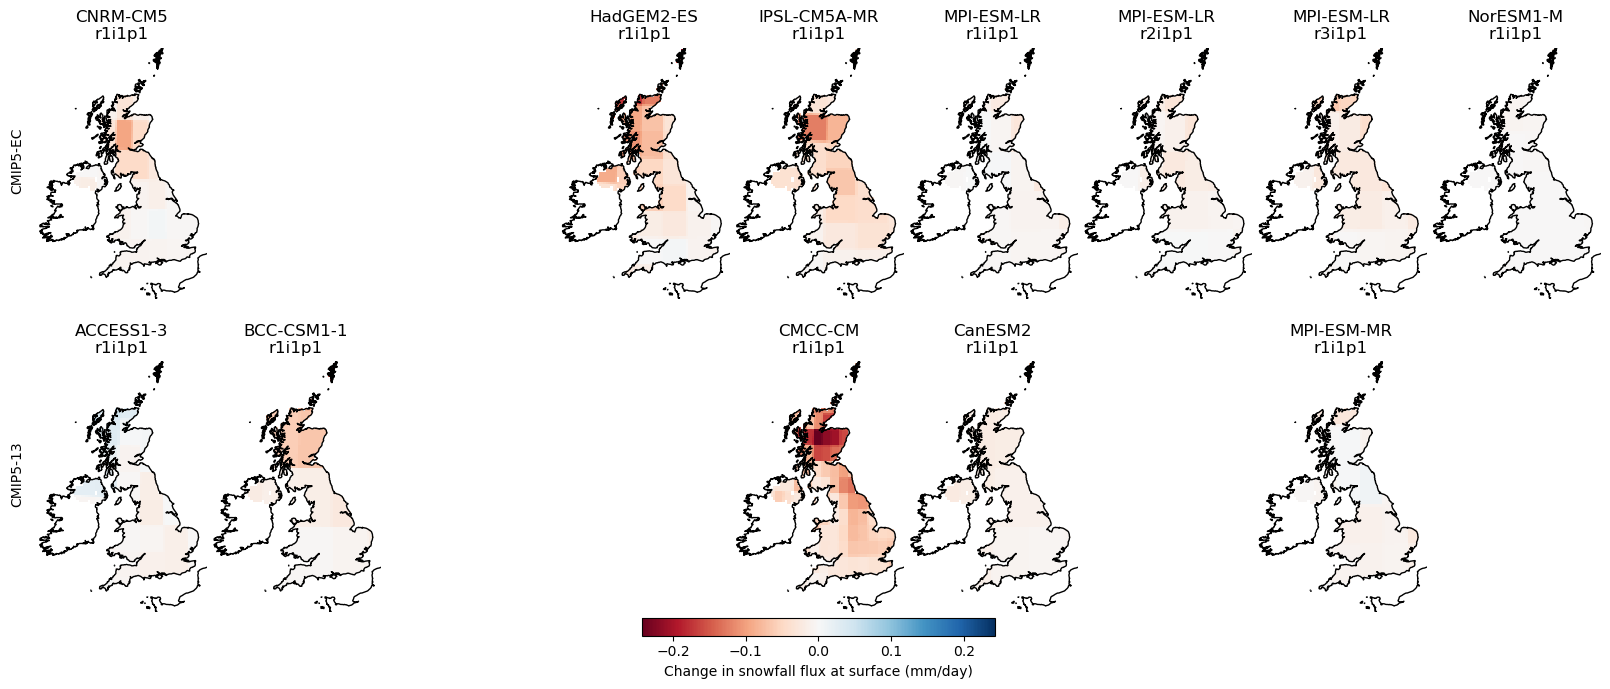 CNRM-CM5
r1i1p1
HadGEM2-ES
r1i1p1
IPSL-CM5A-MR
r1i1p1
MPI-ESM-LR
r1i1p1
MPI-ESM-LR
r2i1p1
MPI-ESM-LR
r3i1p1
NorESM1-M
r1i1p1
CMIP5-EC
ACCESS1-3
r1i1p1
BCC-CSM1-1
r1i1p1
CMCC-CM
r1i1p1
CanESM2
r1i1p1
MPI-ESM-MR
r1i1p1
CMIP5-13
−0.2 −0.1 0.0 0.1 0.2
Change in snowfall flux at surface (mm/day)